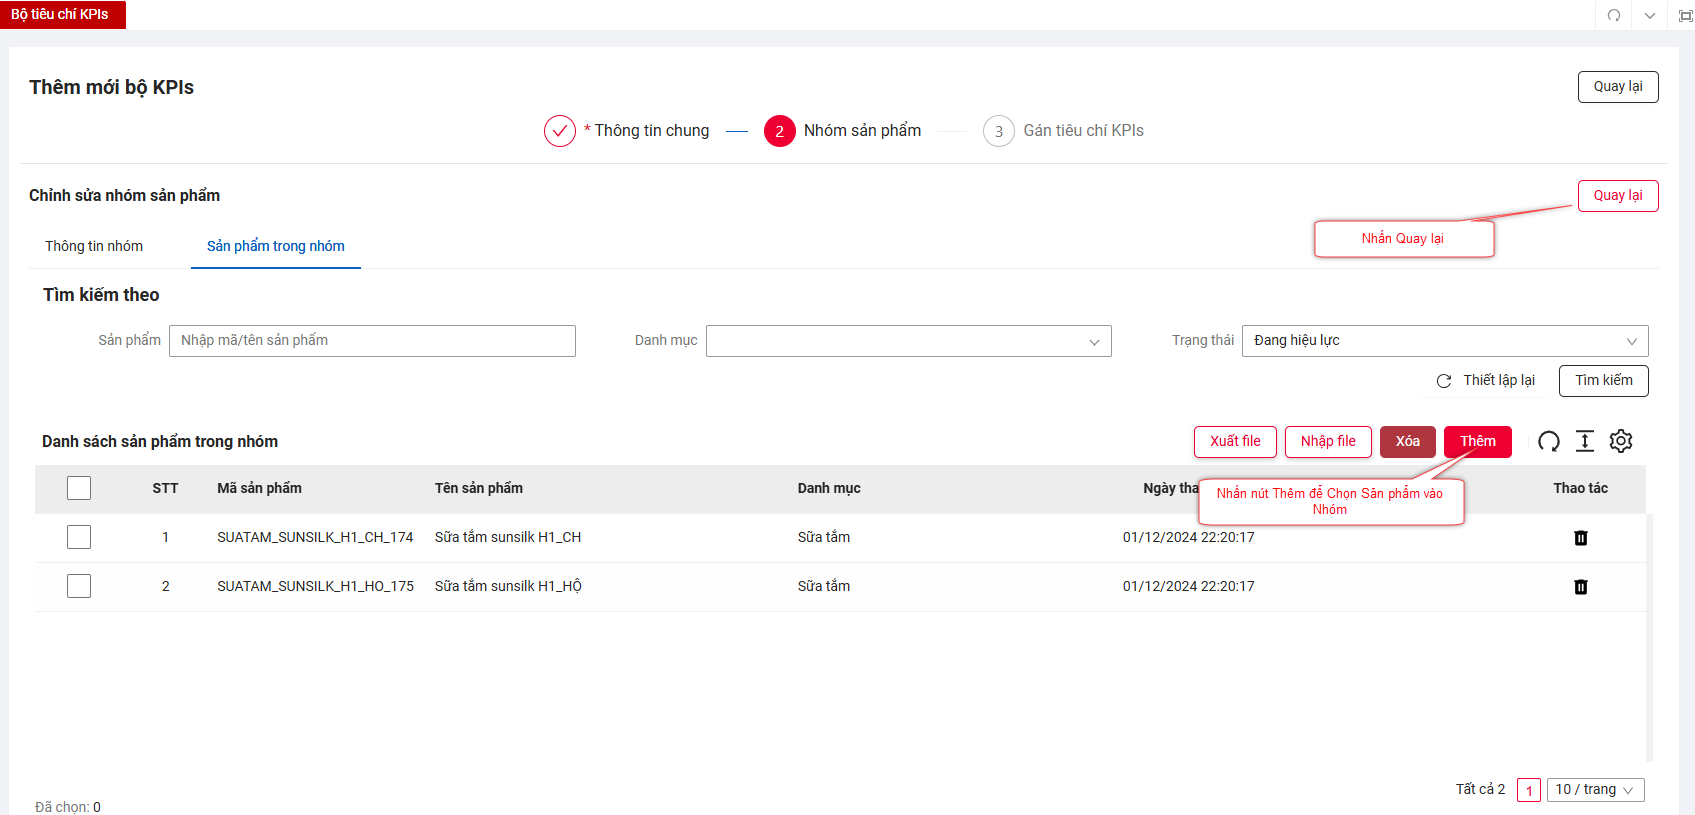 Bộ tiêu chí KPIs
Thêm mới bộ KPIs
Quay lại
* Thông tin chung
2 Nhóm sản phẩm
3 Gán tiêu chí KPIs
Chỉnh sửa nhóm sản phẩm
Quay lại
Nhấn Quay lại
Thông tin nhóm
Sản phẩm trong nhóm
Tìm kiếm theo
Sản phẩm Nhập mã/tên sản phẩm
Danh mục
Trạng thái Đang hiệu lực
Thiết lập lại
Tìm kiếm
Danh sách sản phẩm trong nhóm
Xuất file
Nhập file
Xóa
Thêm
STT Mã sản phẩm Tên sản phẩm Danh mục Ngày tha Thao tác
Nhấn nút Thêm để Chọn Sản phẩm vào
Nhóm
1 SUATAM_SUNSILK_H1_CH_174 Sữa tắm sunsilk H1_CH Sữa tắm 01/12/2024 22:20:17
2 SUATAM_SUNSILK_H1_HO_175 Sữa tắm sunsilk H1_HỘ Sữa tắm 01/12/2024 22:20:17
Tất cả 2 1 10 / trang
Đã chọn: 0